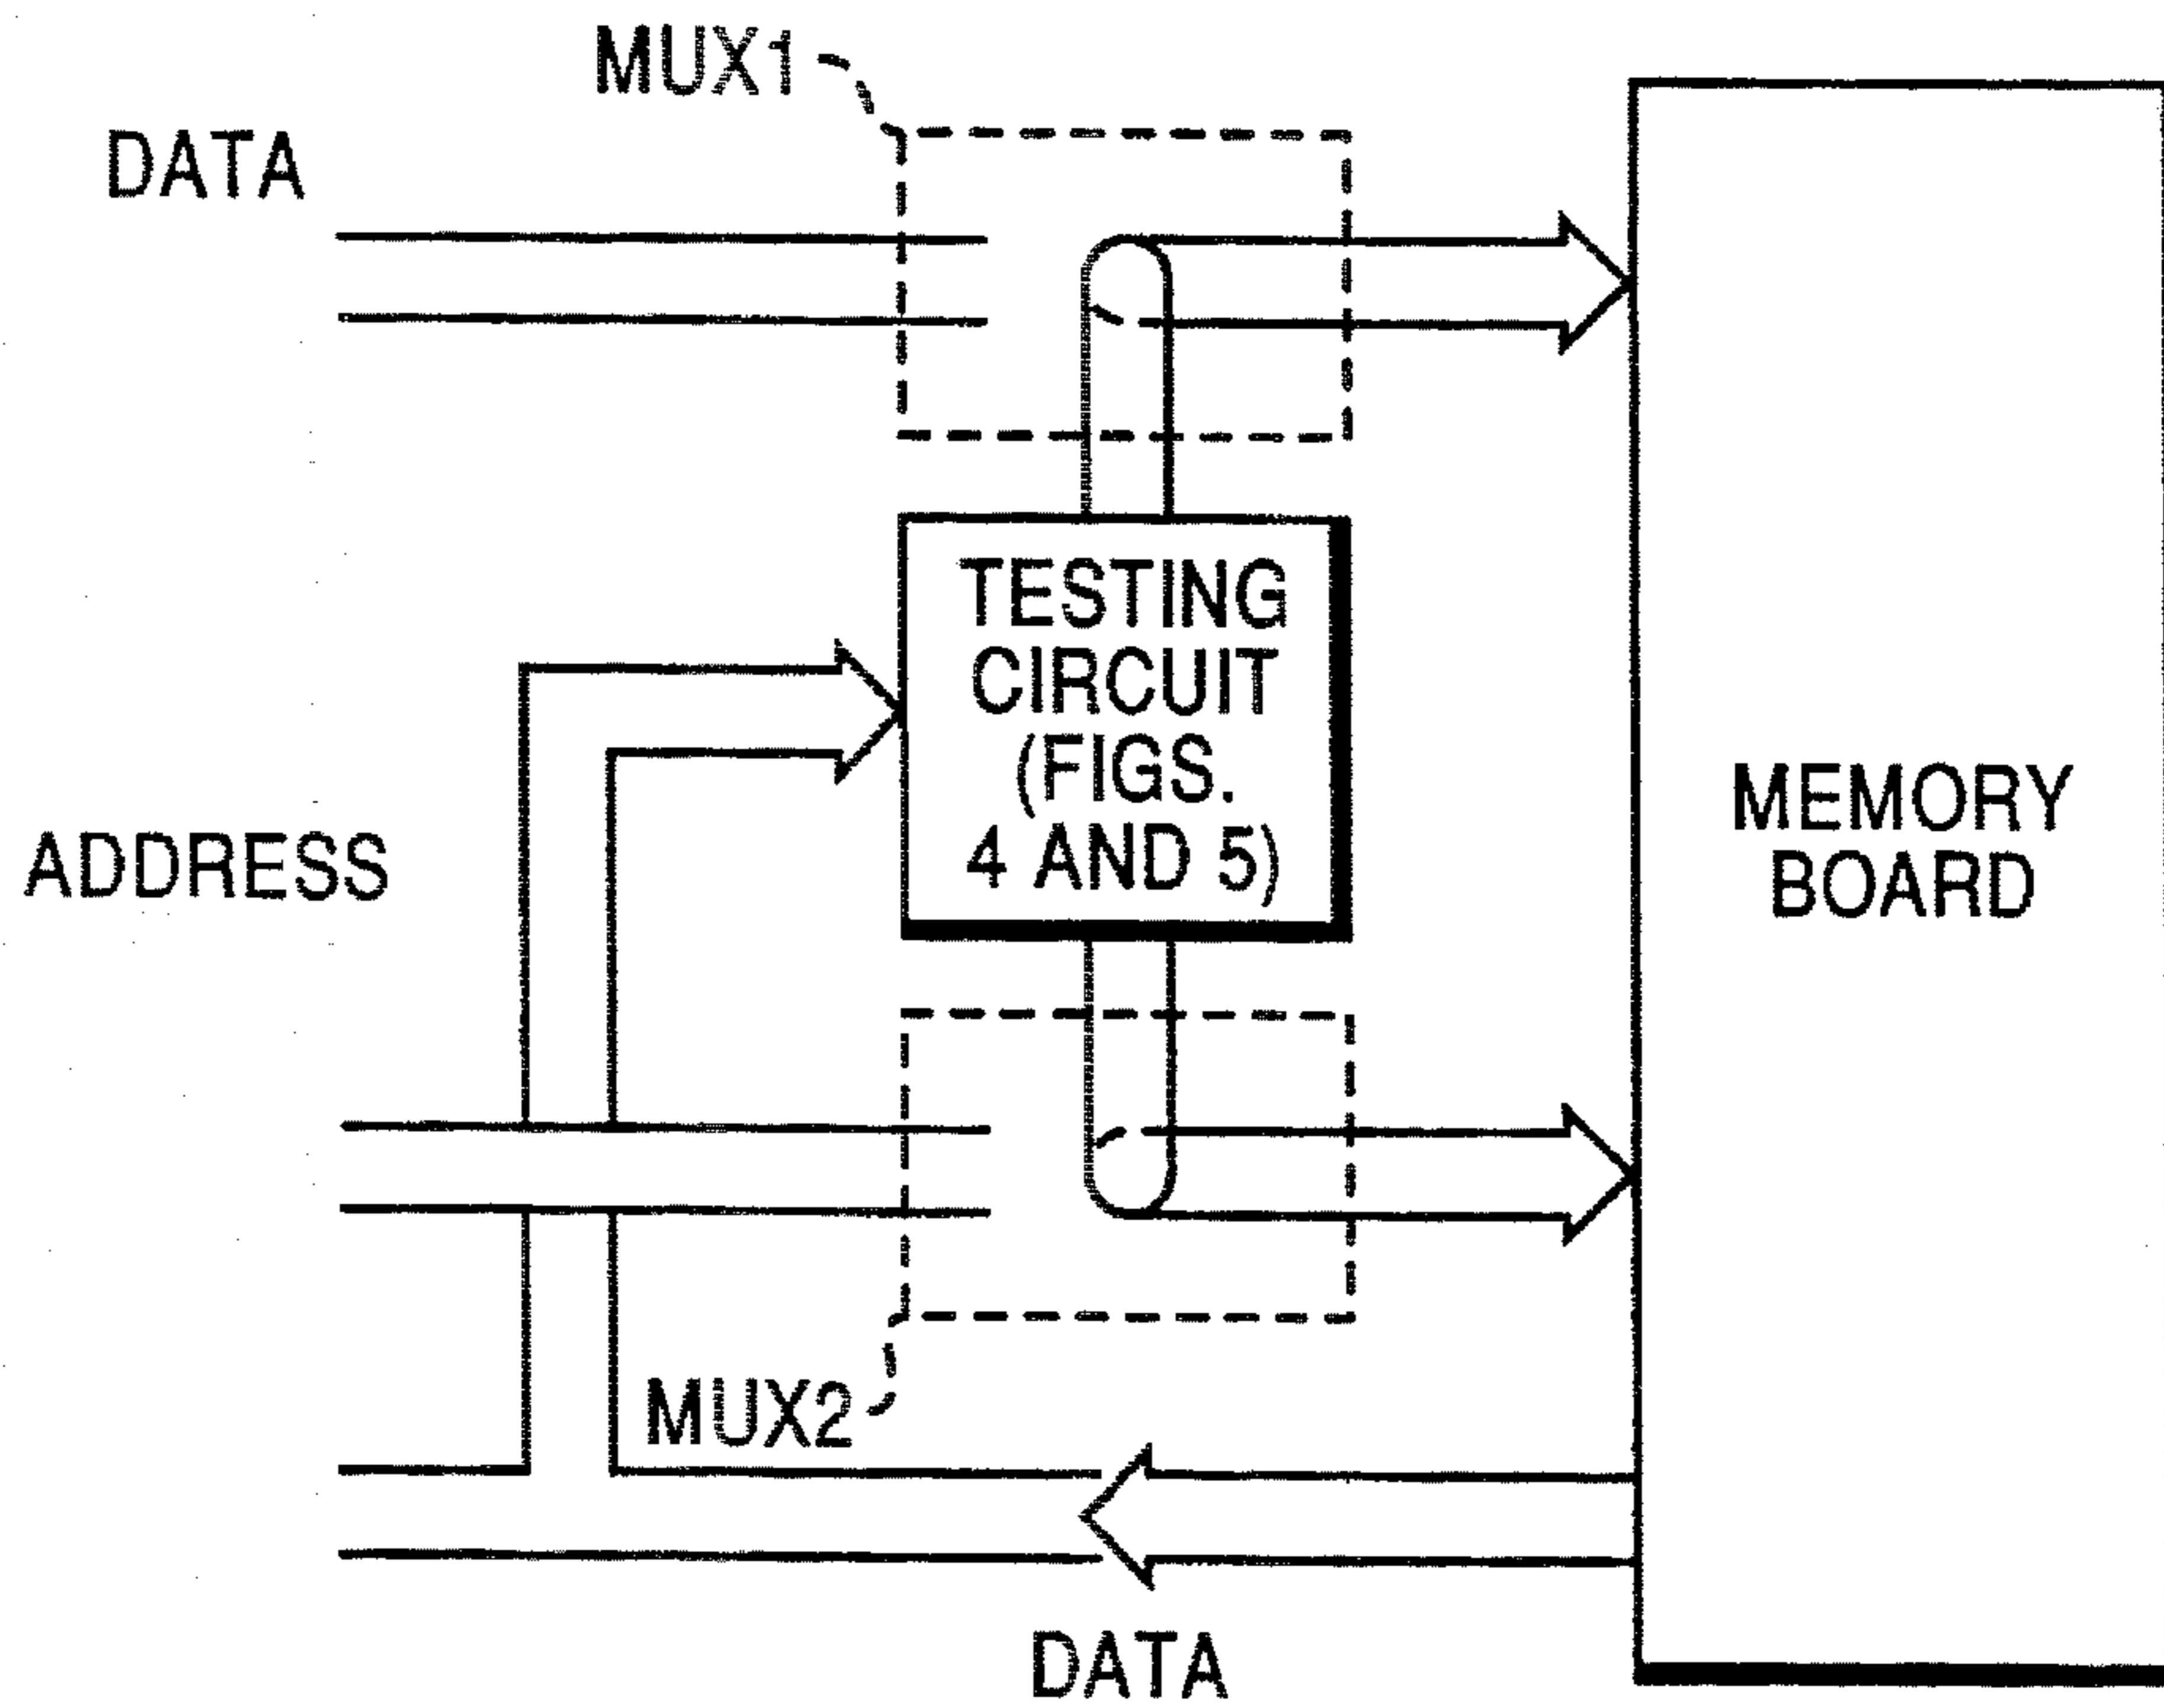 MUX1
DATA
TESTING
CIRCUIT
(FIGS.
4 AND 5)
MEMORY
BOARD
ADDRESS
MUX2
DATA